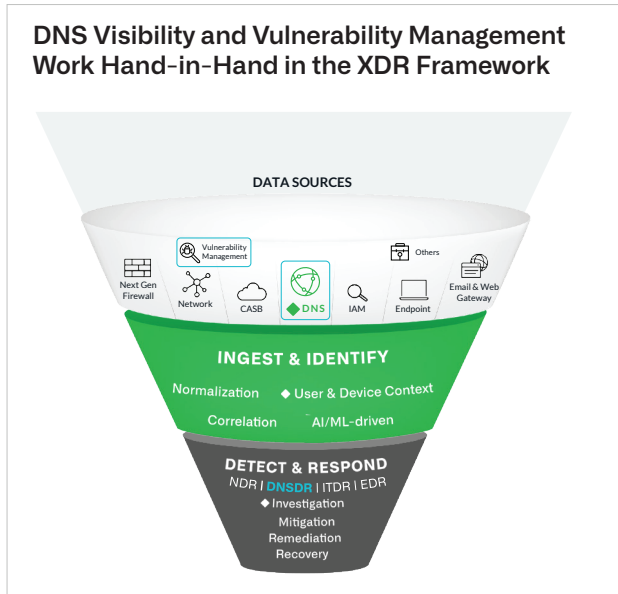 DNS Visibility and Vulnerability Management
Work Hand-in-Hand in the XDR Framework
DATA SOURCES
Next Gen
Firewall
Vulnerability
Management
Network
CASB
DNS
IAM
Others
Endpoint
Email & Web
Gateway
INGEST & IDENTIFY
Normalization
User & Device Context
Correlation
AI/ML-driven
DETECT & RESPOND
NDR | DNSDR | ITDR | EDR
Investigation
Mitigation
Remediation
Recovery